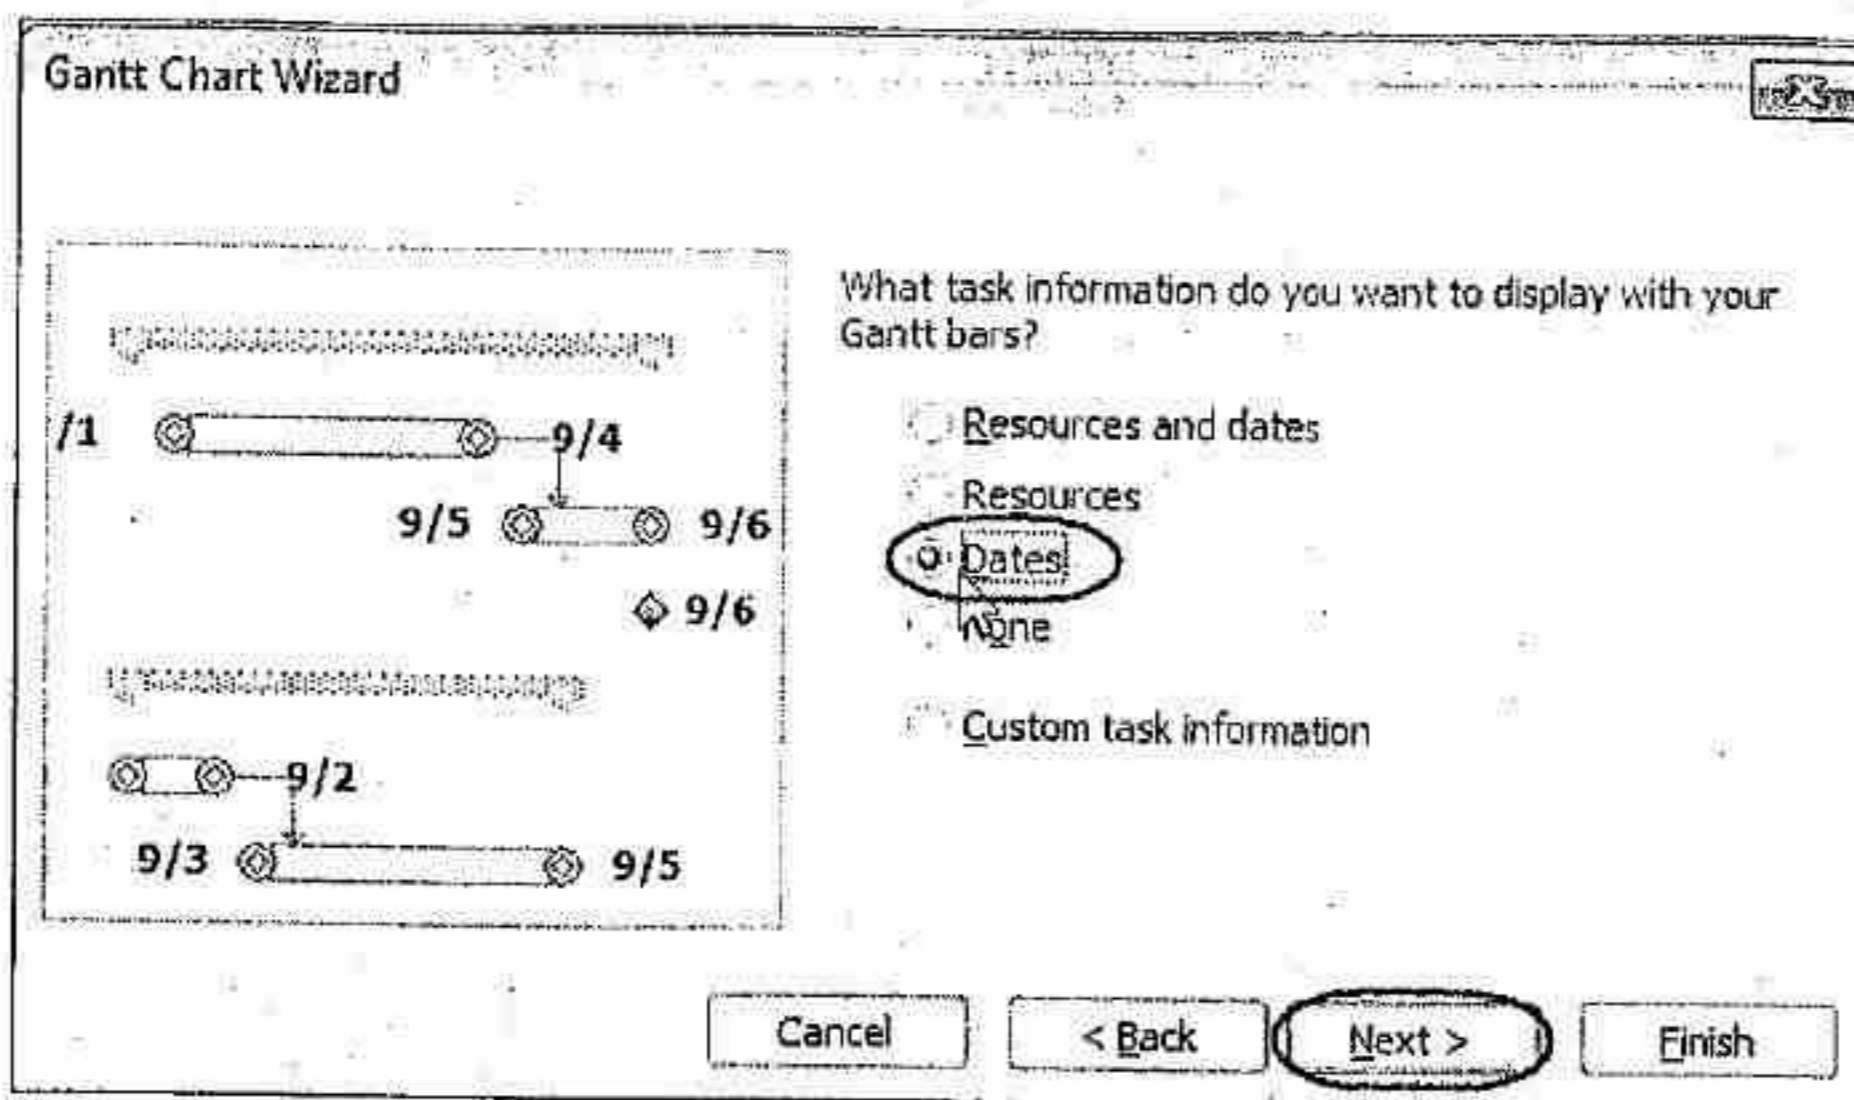 Gantt Chart Wizard
What task information do you want to display with your
Gantt bars?
/1
9/4
9/5
9/6
9/6
9/2
9/3
9/5
Resources and dates
Resources
Dates
None
Custom task information
Cancel
< Back
Next >
Finish